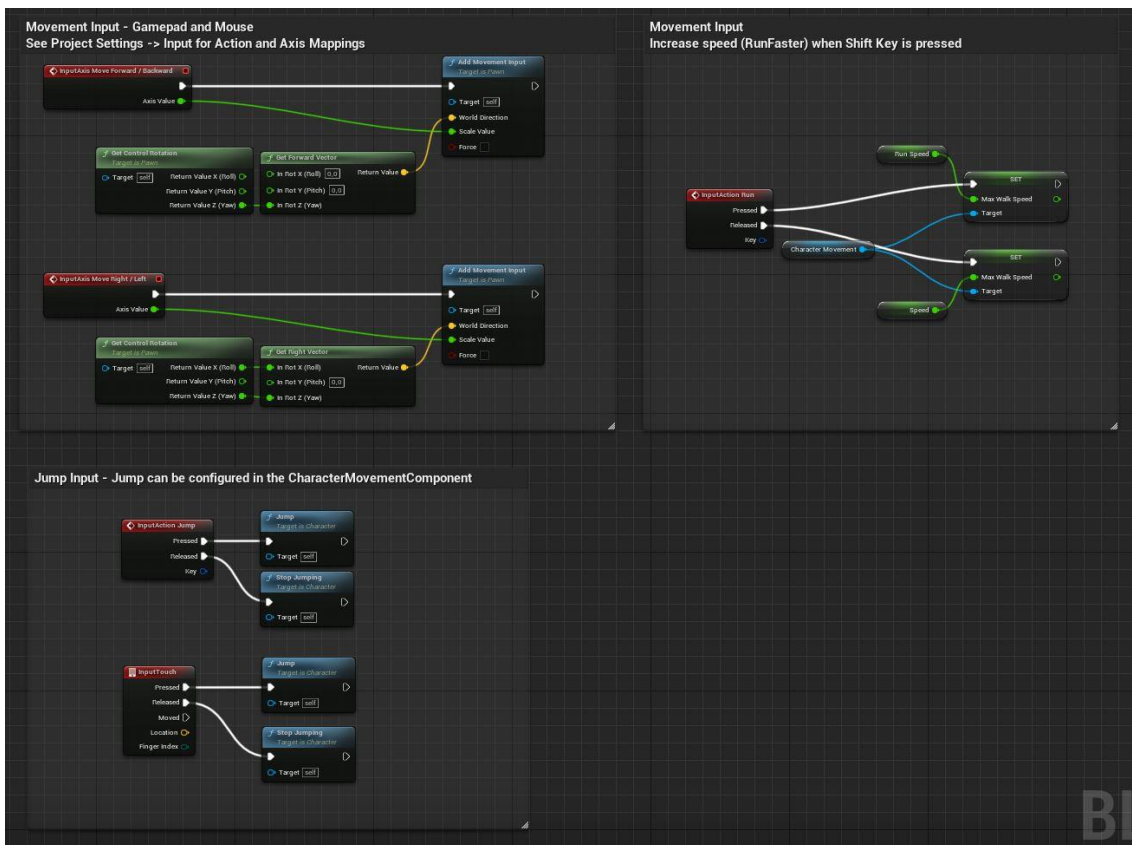 Movement Input - Gamepad and Mouse
See Project Settings -> Input for Action and Axis Mappings
InputAxis Move Forward / Backward
Axis Value
Add Movement Input
Target is Pawn
Target self
World Direction
Scale Value
Force
Get Control Rotation
Target is Pawn
Target self
Return Value X (Roll)
Return Value Y (Pitch)
Return Value Z (Yaw)
Get Forward Vector
In Rot X (Roll) 0,0
Return Value
In Rot Y (Pitch) 0,0
In Rot Z (Yaw)
InputAxis Move Right / Left
Axis Value
Add Movement Input
Target is Pawn
Target self
World Direction
Scale Value
Force
Get Control Rotation
Target is Pawn
Target self
Return Value X (Roll)
Return Value Y (Pitch)
Return Value Z (Yaw)
Get Right Vector
In Rot X (Roll)
Return Value
In Rot Y (Pitch) 0,0
In Rot Z (Yaw)
Movement Input
Increase speed (RunFaster) when Shift Key is pressed
InputAction Run
Pressed
Released
Key
Run Speed
Character Movement
Speed
SET
Max Walk Speed
Target
SET
Max Walk Speed
Target
Jump Input - Jump can be configured in the CharacterMovementComponent
InputAction Jump
Pressed
Released
Key
Jump
Target is Character
Target self
Stop Jumping
Target is Character
Target self
InputTouch
Pressed
Released
Moved
Location
Finger Index
Jump
Target is Character
Target self
Stop Jumping
Target is Character
Target self